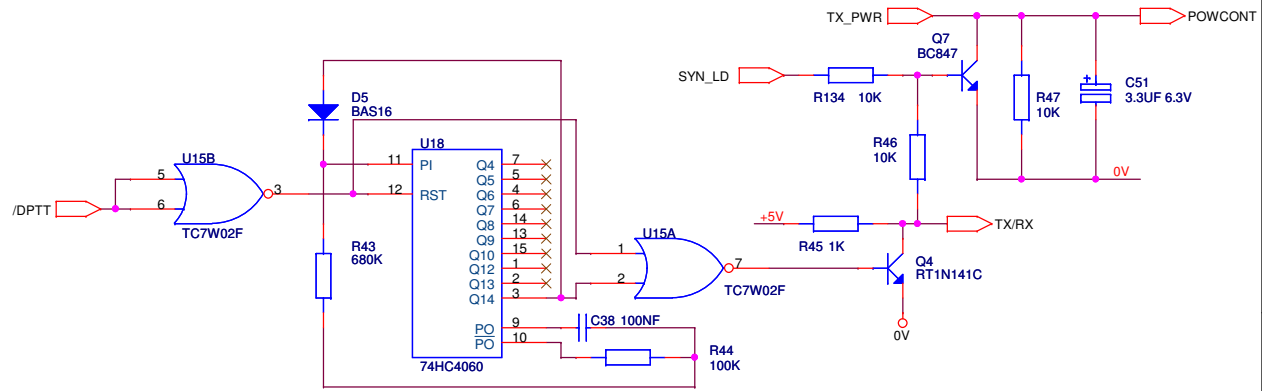 TX_PWR
POWCONT
Q7
BC847
SYN_LD
R134 10K
R47
10K
C51
3.3UF 6.3V
+
D5
BAS16
U18
R46
10K
0V
U15B
5
6
3
/DPTT
TC7W02F
11
PI
12
RST
Q4
7
Q5
5
Q6
4
Q7
6
Q8
14
Q9
13
Q10
15
Q12
1
Q13
2
Q14
3
PO
9
PO
10
74HC4060
R43
680K
C38 100NF
R44
100K
U15A
1
2
7
TC7W02F
+5V
R45 1K
TX/RX
Q4
RT1N141C
0V